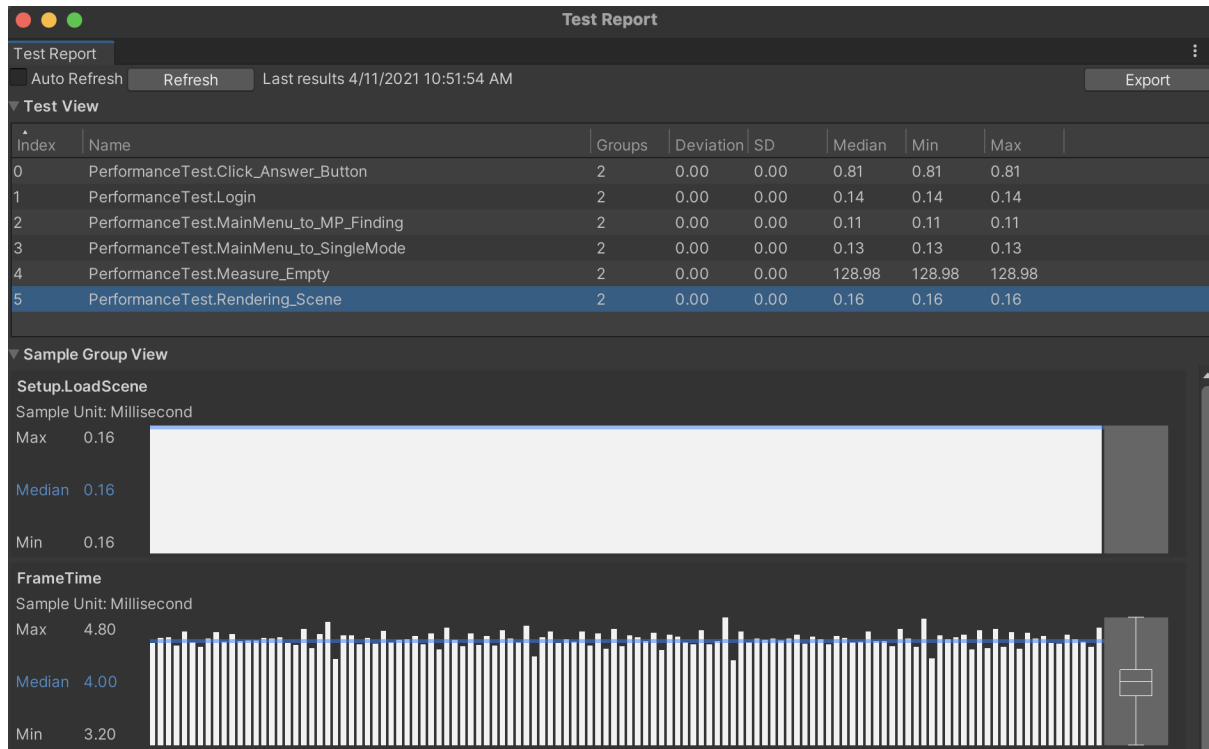 Test Report
Test Report
Auto Refresh Refresh Last results 4/11/2021 10:51:54 AM Export
Test View
Index Name Groups Deviation SD Median Min Max
0 PerformanceTest.Click_Answer_Button 2 0.00 0.00 0.81 0.81 0.81
1 PerformanceTest.Login 2 0.00 0.00 0.14 0.14 0.14
2 PerformanceTest.MainMenu_to_MP_Finding 2 0.00 0.00 0.11 0.11 0.11
3 PerformanceTest.MainMenu_to_SingleMode 2 0.00 0.00 0.13 0.13 0.13
4 PerformanceTest.Measure_Empty 2 0.00 0.00 128.98 128.98 128.98
5 PerformanceTest.Rendering_Scene 2 0.00 0.00 0.16 0.16 0.16
Sample Group View
Setup.LoadScene
Sample Unit: Millisecond
Max 0.16
Median 0.16
Min 0.16
FrameTime
Sample Unit: Millisecond
Max 4.80
Median 4.00
Min 3.20